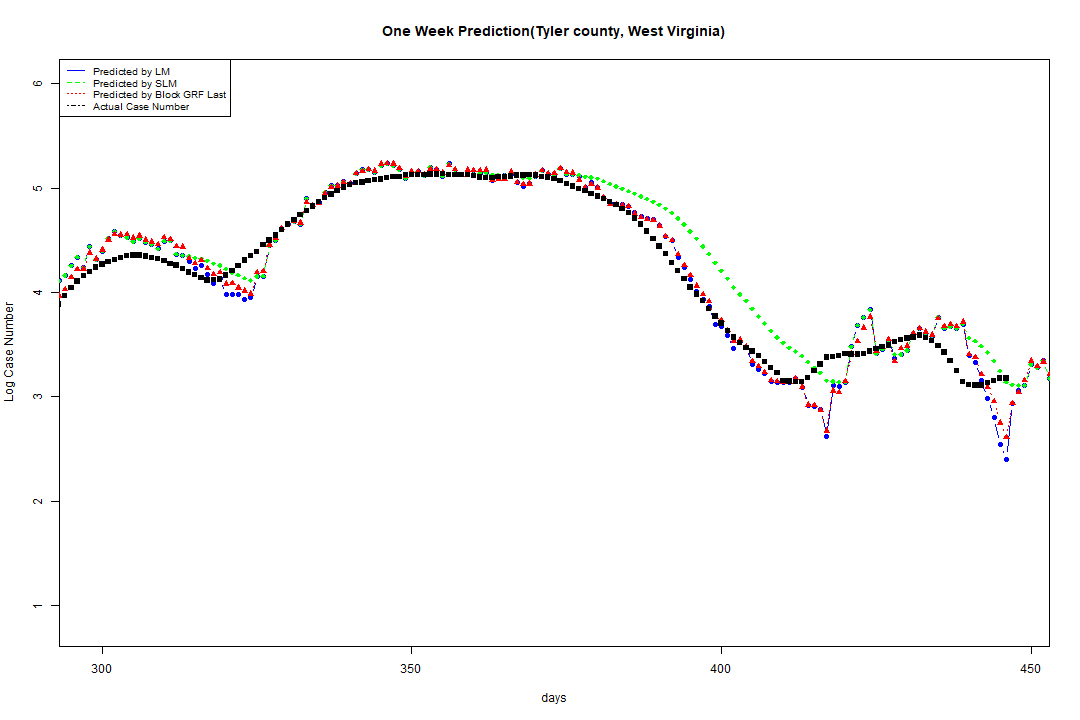 One Week Prediction(Tyler county, West Virginia)
Predicted by LM
Predicted by SLM
Predicted by Block GRF Last
Actual Case Number
6
5
4
3
2
1
Log Case Number
300
350
400
450
days